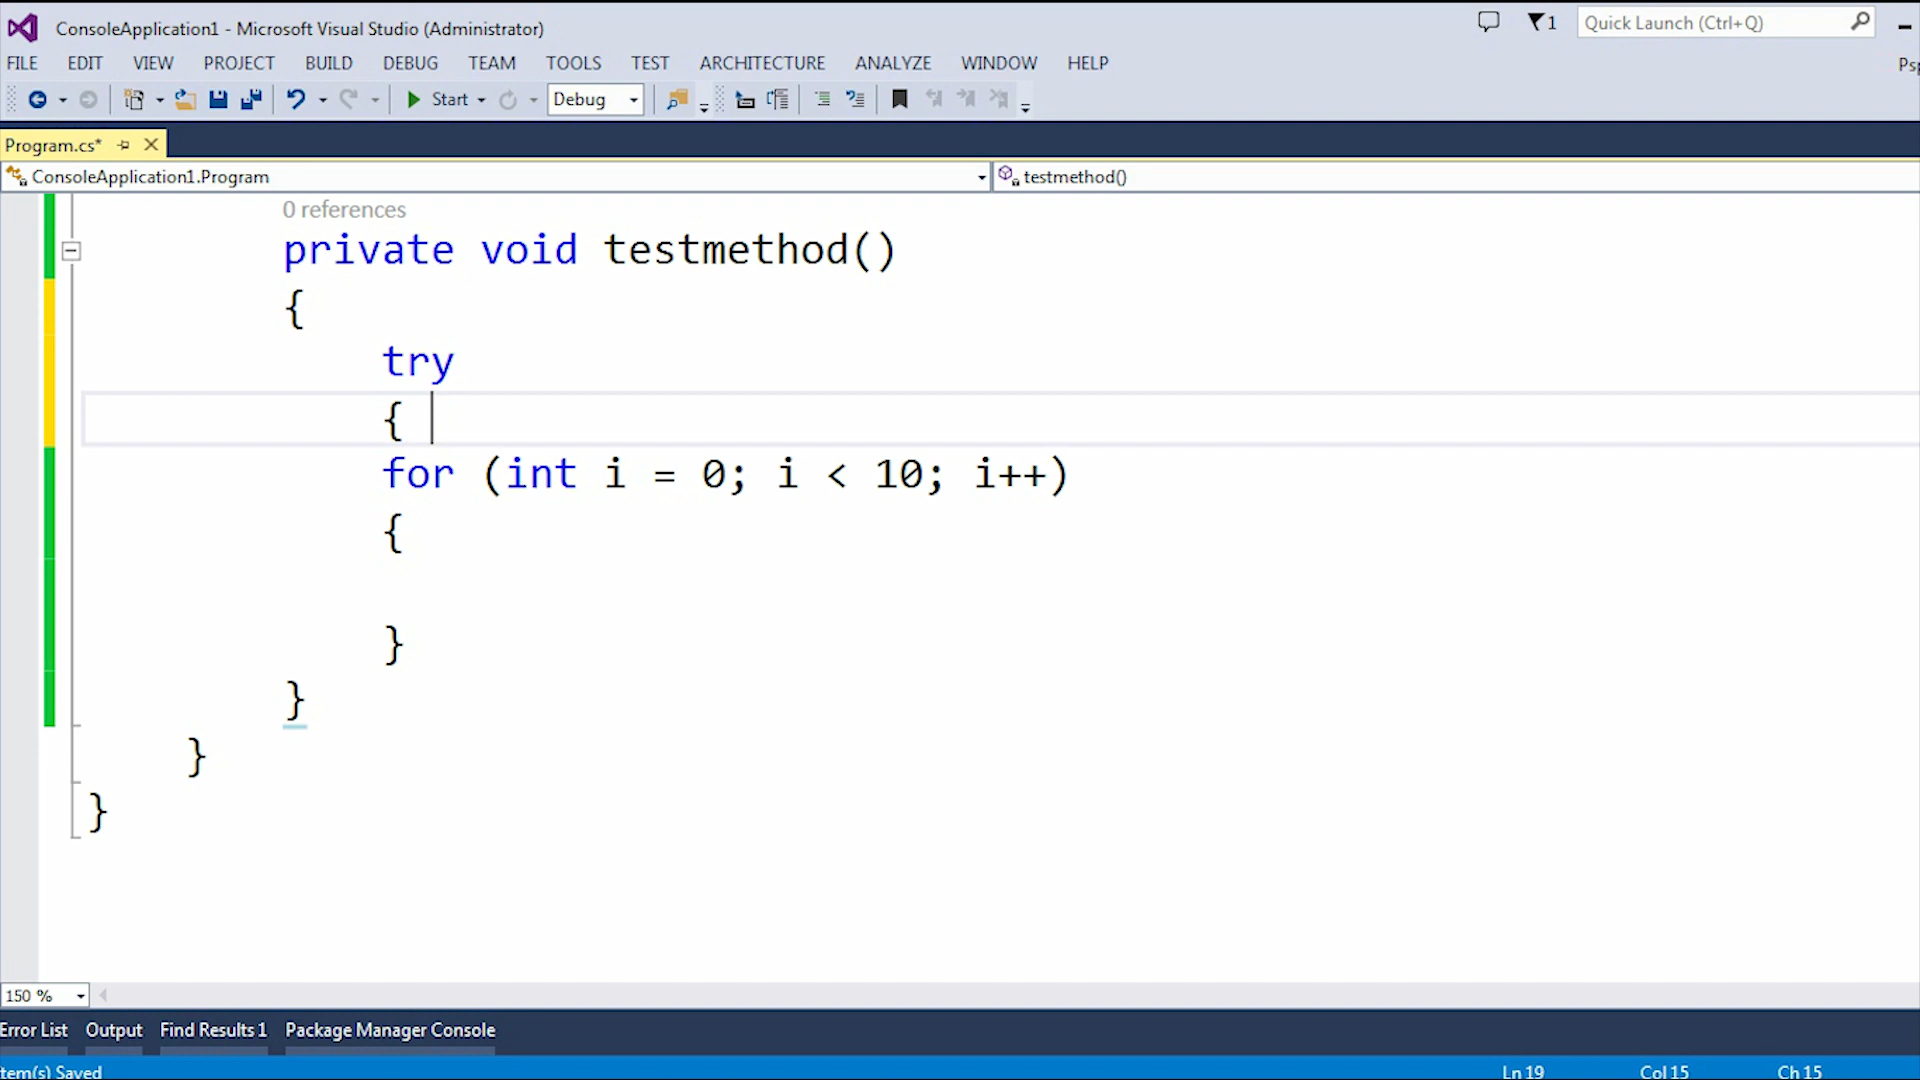 ConsoleApplication1 - Microsoft Visual Studio (Administrator)
1
Quick Launch (Ctrl+Q)
FILE EDIT VIEW PROJECT BUILD DEBUG TEAM TOOLS TEST ARCHITECTURE ANALYZE WINDOW HELP
Start Debug
Program.cs*
ConsoleApplication1.Program
testmethod()
0 references
private void testmethod()
{
try
{
for (int i = 0; i < 10; i++)
{
}
}
}
}
150 %
Error List Output Find Results 1 Package Manager Console
tem(s) Saved Ln 19 Col 15 Ch 15